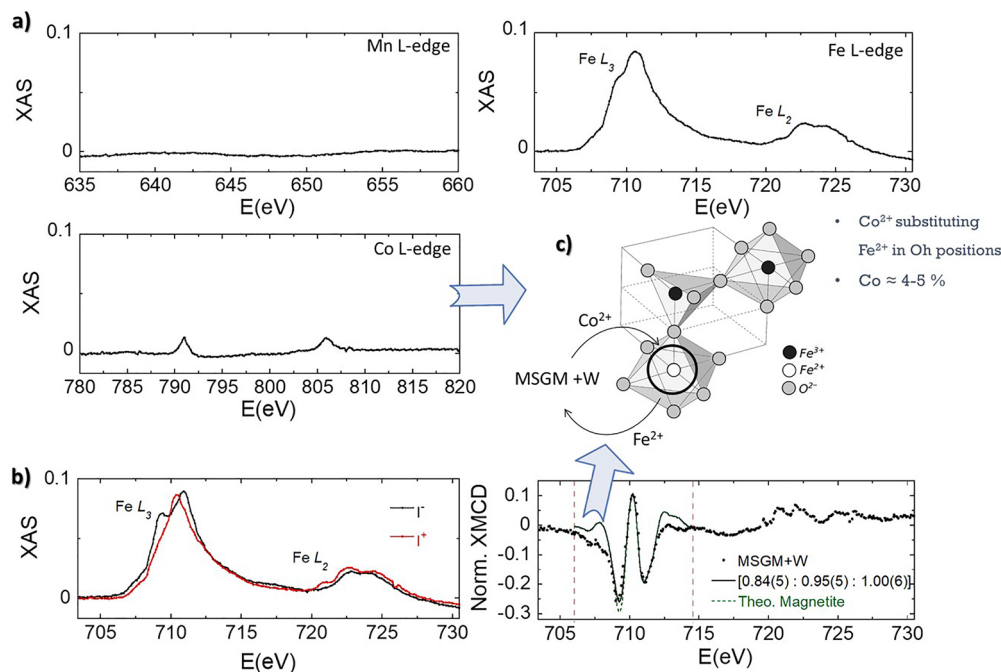 a)
0.1
Mn L-edge
XAS
0
635 640 645 650 655 660
E(eV)
0.1
Fe L-edge
Fe L3
XAS
Fe L2
0
705 710 715 720 725 730
E(eV)
0.1
Co L-edge
XAS
0
780 785 790 795 800 805 810 815 820
E(eV)
c)
• Co2+ substituting
Fe2+ in Oh positions
• Co ≈ 4-5 %
Co2+
MSGM +W
Fe2+
Fe3+
Fe2+
O2−
b)
0.1
Fe L3
I-
I+
XAS
Fe L2
0
705 710 715 720 725 730
E(eV)
0.1
0
-0.1
-0.2
-0.3
Norm. XMCD
MSGM+W
[0.84(5) : 0.95(5) : 1.00(6)]
Theo. Magnetite
705 710 715 720 725 730
E(eV)